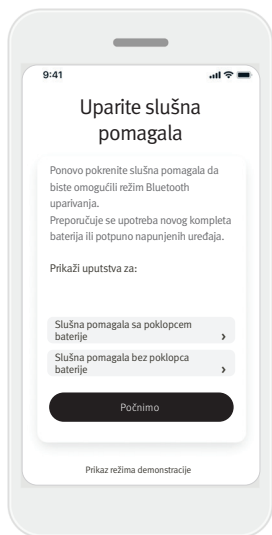 9:41
Uparite slušna
pomagala
Ponovo pokrenite slušna pomagala da
biste omogućili režim Bluetooth
uparivanja.
Preporučuje se upotreba novog kompleta
baterija ili potpuno napunjenih uređaja.
Prikaži uputstva za:
Slušna pomagala sa poklopcem
baterije
Slušna pomagala bez poklopca
baterije
Počnimo
Prikaz režima demonstracije